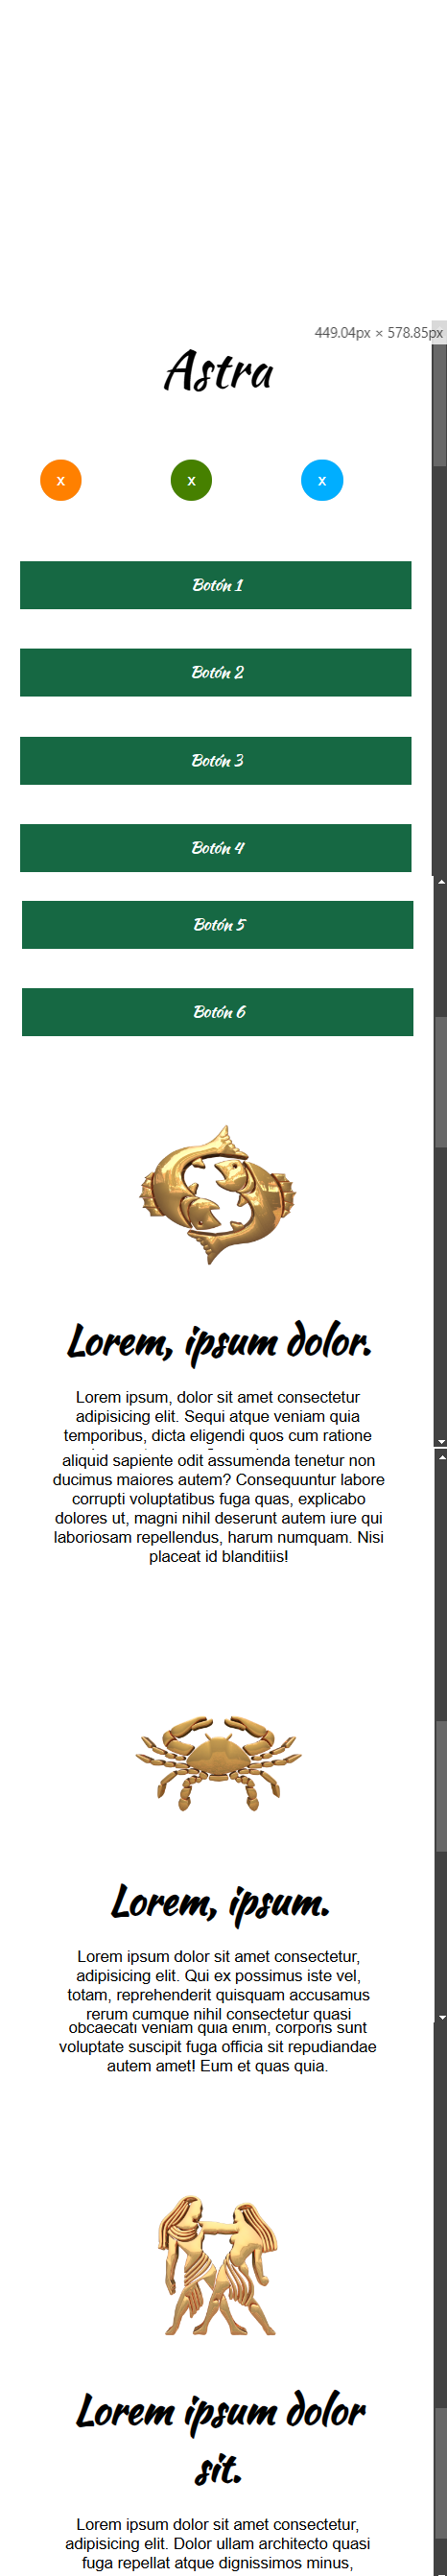 449.04px × 578.85px
Astra
x x x
Botón 1
Botón 2
Botón 3
Botón 4
Botón 5
Botón 6
Lorem, ipsum dolor.
Lorem ipsum, dolor sit amet consectetur
adipisicing elit. Sequi atque veniam quia
temporibus, dicta eligendi quos cum ratione
aliquid sapiente odit assumenda tenetur non
ducimus maiores autem? Consequuntur labore
corrupti voluptatibus fuga quas, explicabo
dolores ut, magni nihil deserunt autem iure qui
laboriosam repellendus, harum numquam. Nisi
placeat id blanditiis!
Lorem, ipsum.
Lorem ipsum dolor sit amet consectetur,
adipisicing elit. Qui ex possimus iste vel,
totam, reprehenderit quisquam accusamus
rerum cumque nihil consectetur quasi
obcaecati veniam quia enim, corporis sunt
voluptate suscipit fuga officia sit repudiandae
autem amet! Eum et quas quia.
Lorem ipsum dolor
sit.
Lorem ipsum dolor sit amet consectetur,
adipisicing elit. Dolor ullam architecto quasi
fuga repellat atque dignissimos minus,